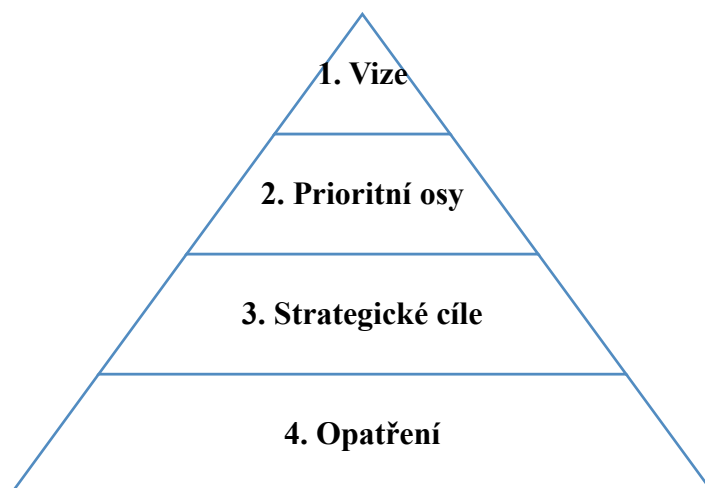 1. Vize
2. Prioritní osy
3. Strategické cíle
4. Opatření